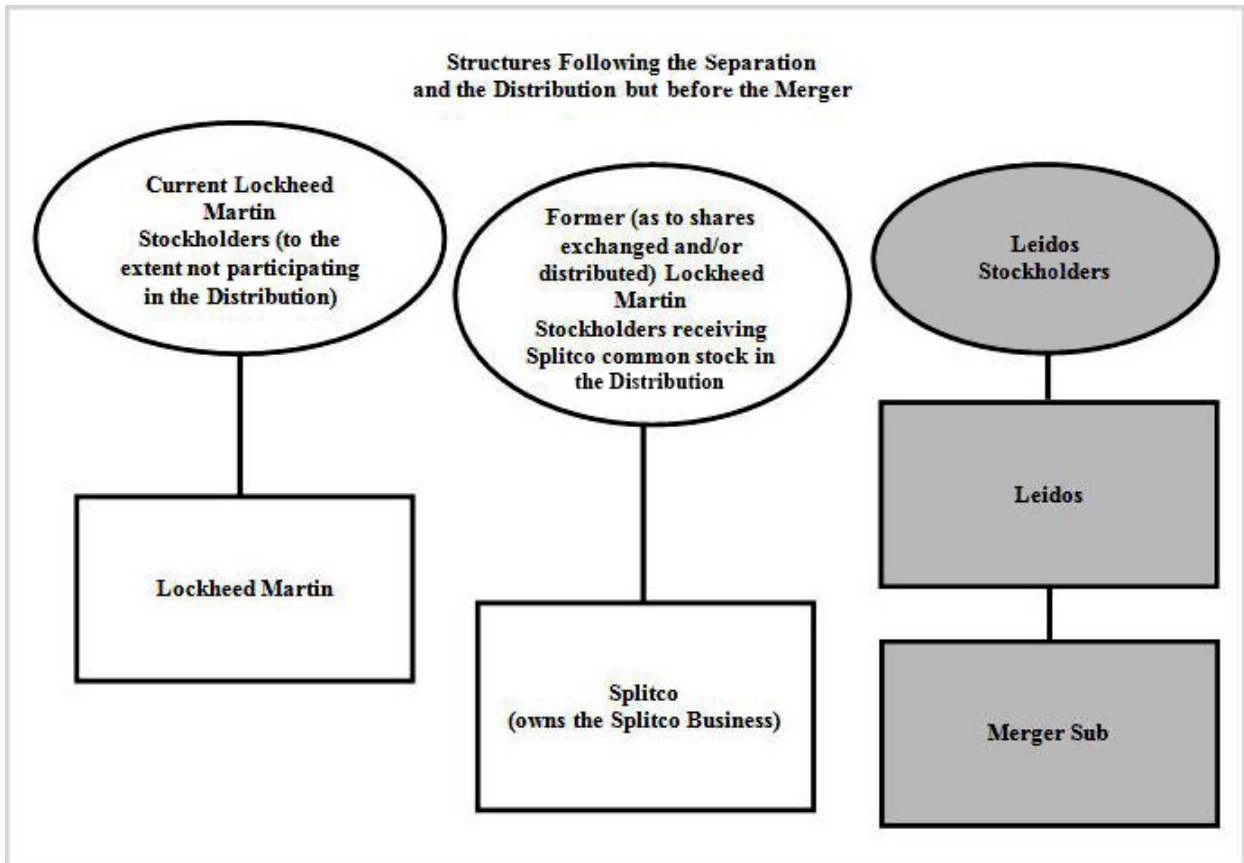 Structures Following the Separation
and the Distribution but before the Merger
Current Lockheed
Martin
Stockholders (to the
extent not participating
in the Distribution)
Lockheed Martin
Former (as to shares
exchanged and/or
distributed) Lockheed
Martin
Stockholders receiving
Splitco common stock in
the Distribution
Splitco
(owns the Splitco Business)
Leidos
Stockholders
Leidos
Merger Sub